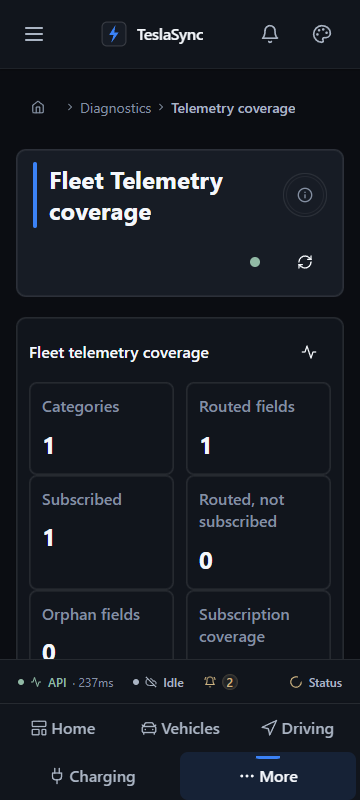 TeslaSync
Diagnostics
Telemetry coverage
Fleet Telemetry
coverage
Fleet telemetry coverage
Categories
1
Routed fields
1
Subscribed
1
Routed, not
subscribed
0
Orphan fields
0
Subscription
coverage
API · 237ms
Idle
2
Status
Home
Vehicles
Driving
Charging
More